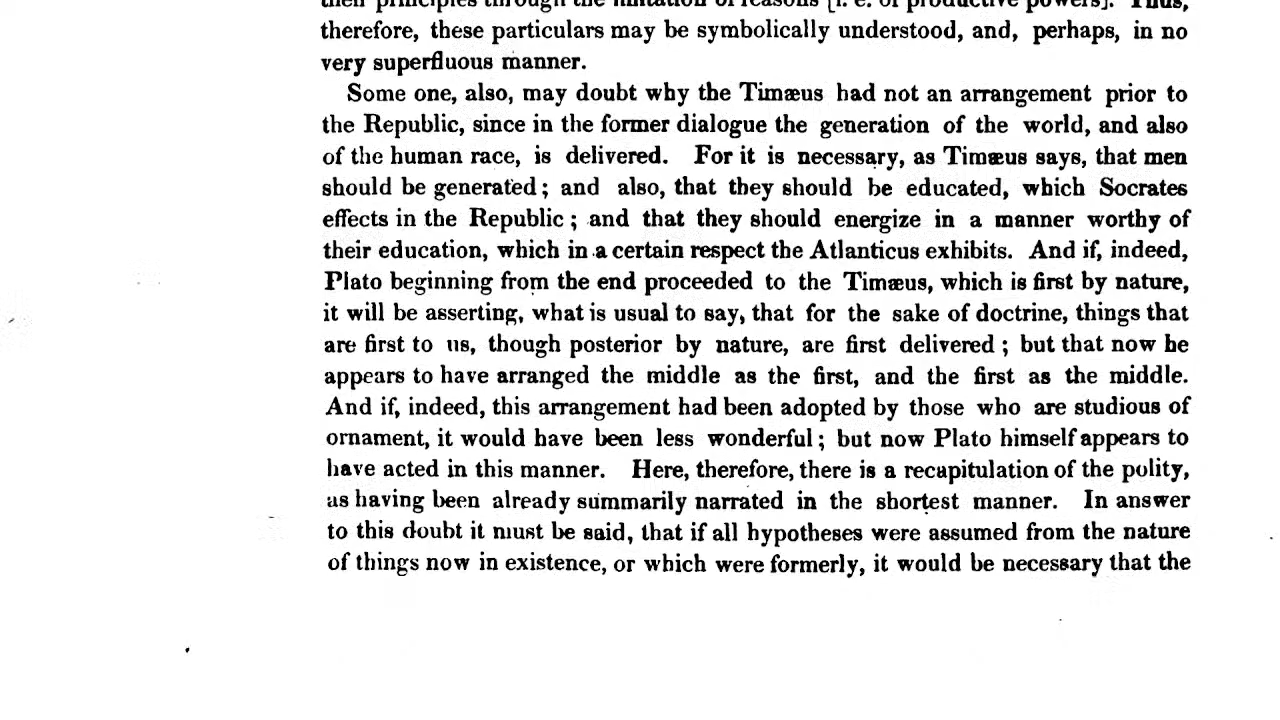 their principles through the limitation of reasons [i. e. of productive powers]. Thus,
therefore, these particulars may be symbolically understood, and, perhaps, in no
very superfluous manner.
Some one, also, may doubt why the Timæus had not an arrangement prior to
the Republic, since in the former dialogue the generation of the world, and also
of the human race, is delivered. For it is necessary, as Timæus says, that men
should be generated; and also, that they should be educated, which Socrates
effects in the Republic; and that they should energize in a manner worthy of
their education, which in a certain respect the Atlanticus exhibits. And if, indeed,
Plato beginning from the end proceeded to the Timæus, which is first by nature,
it will be asserting, what is usual to say, that for the sake of doctrine, things that
are first to us, though posterior by nature, are first delivered; but that now he
appears to have arranged the middle as the first, and the first as the middle.
And if, indeed, this arrangement had been adopted by those who are studious of
ornament, it would have been less wonderful; but now Plato himself appears to
have acted in this manner. Here, therefore, there is a recapitulation of the polity,
as having been already summarily narrated in the shortest manner. In answer
to this doubt it must be said, that if all hypotheses were assumed from the nature
of things now in existence, or which were formerly, it would be necessary that the